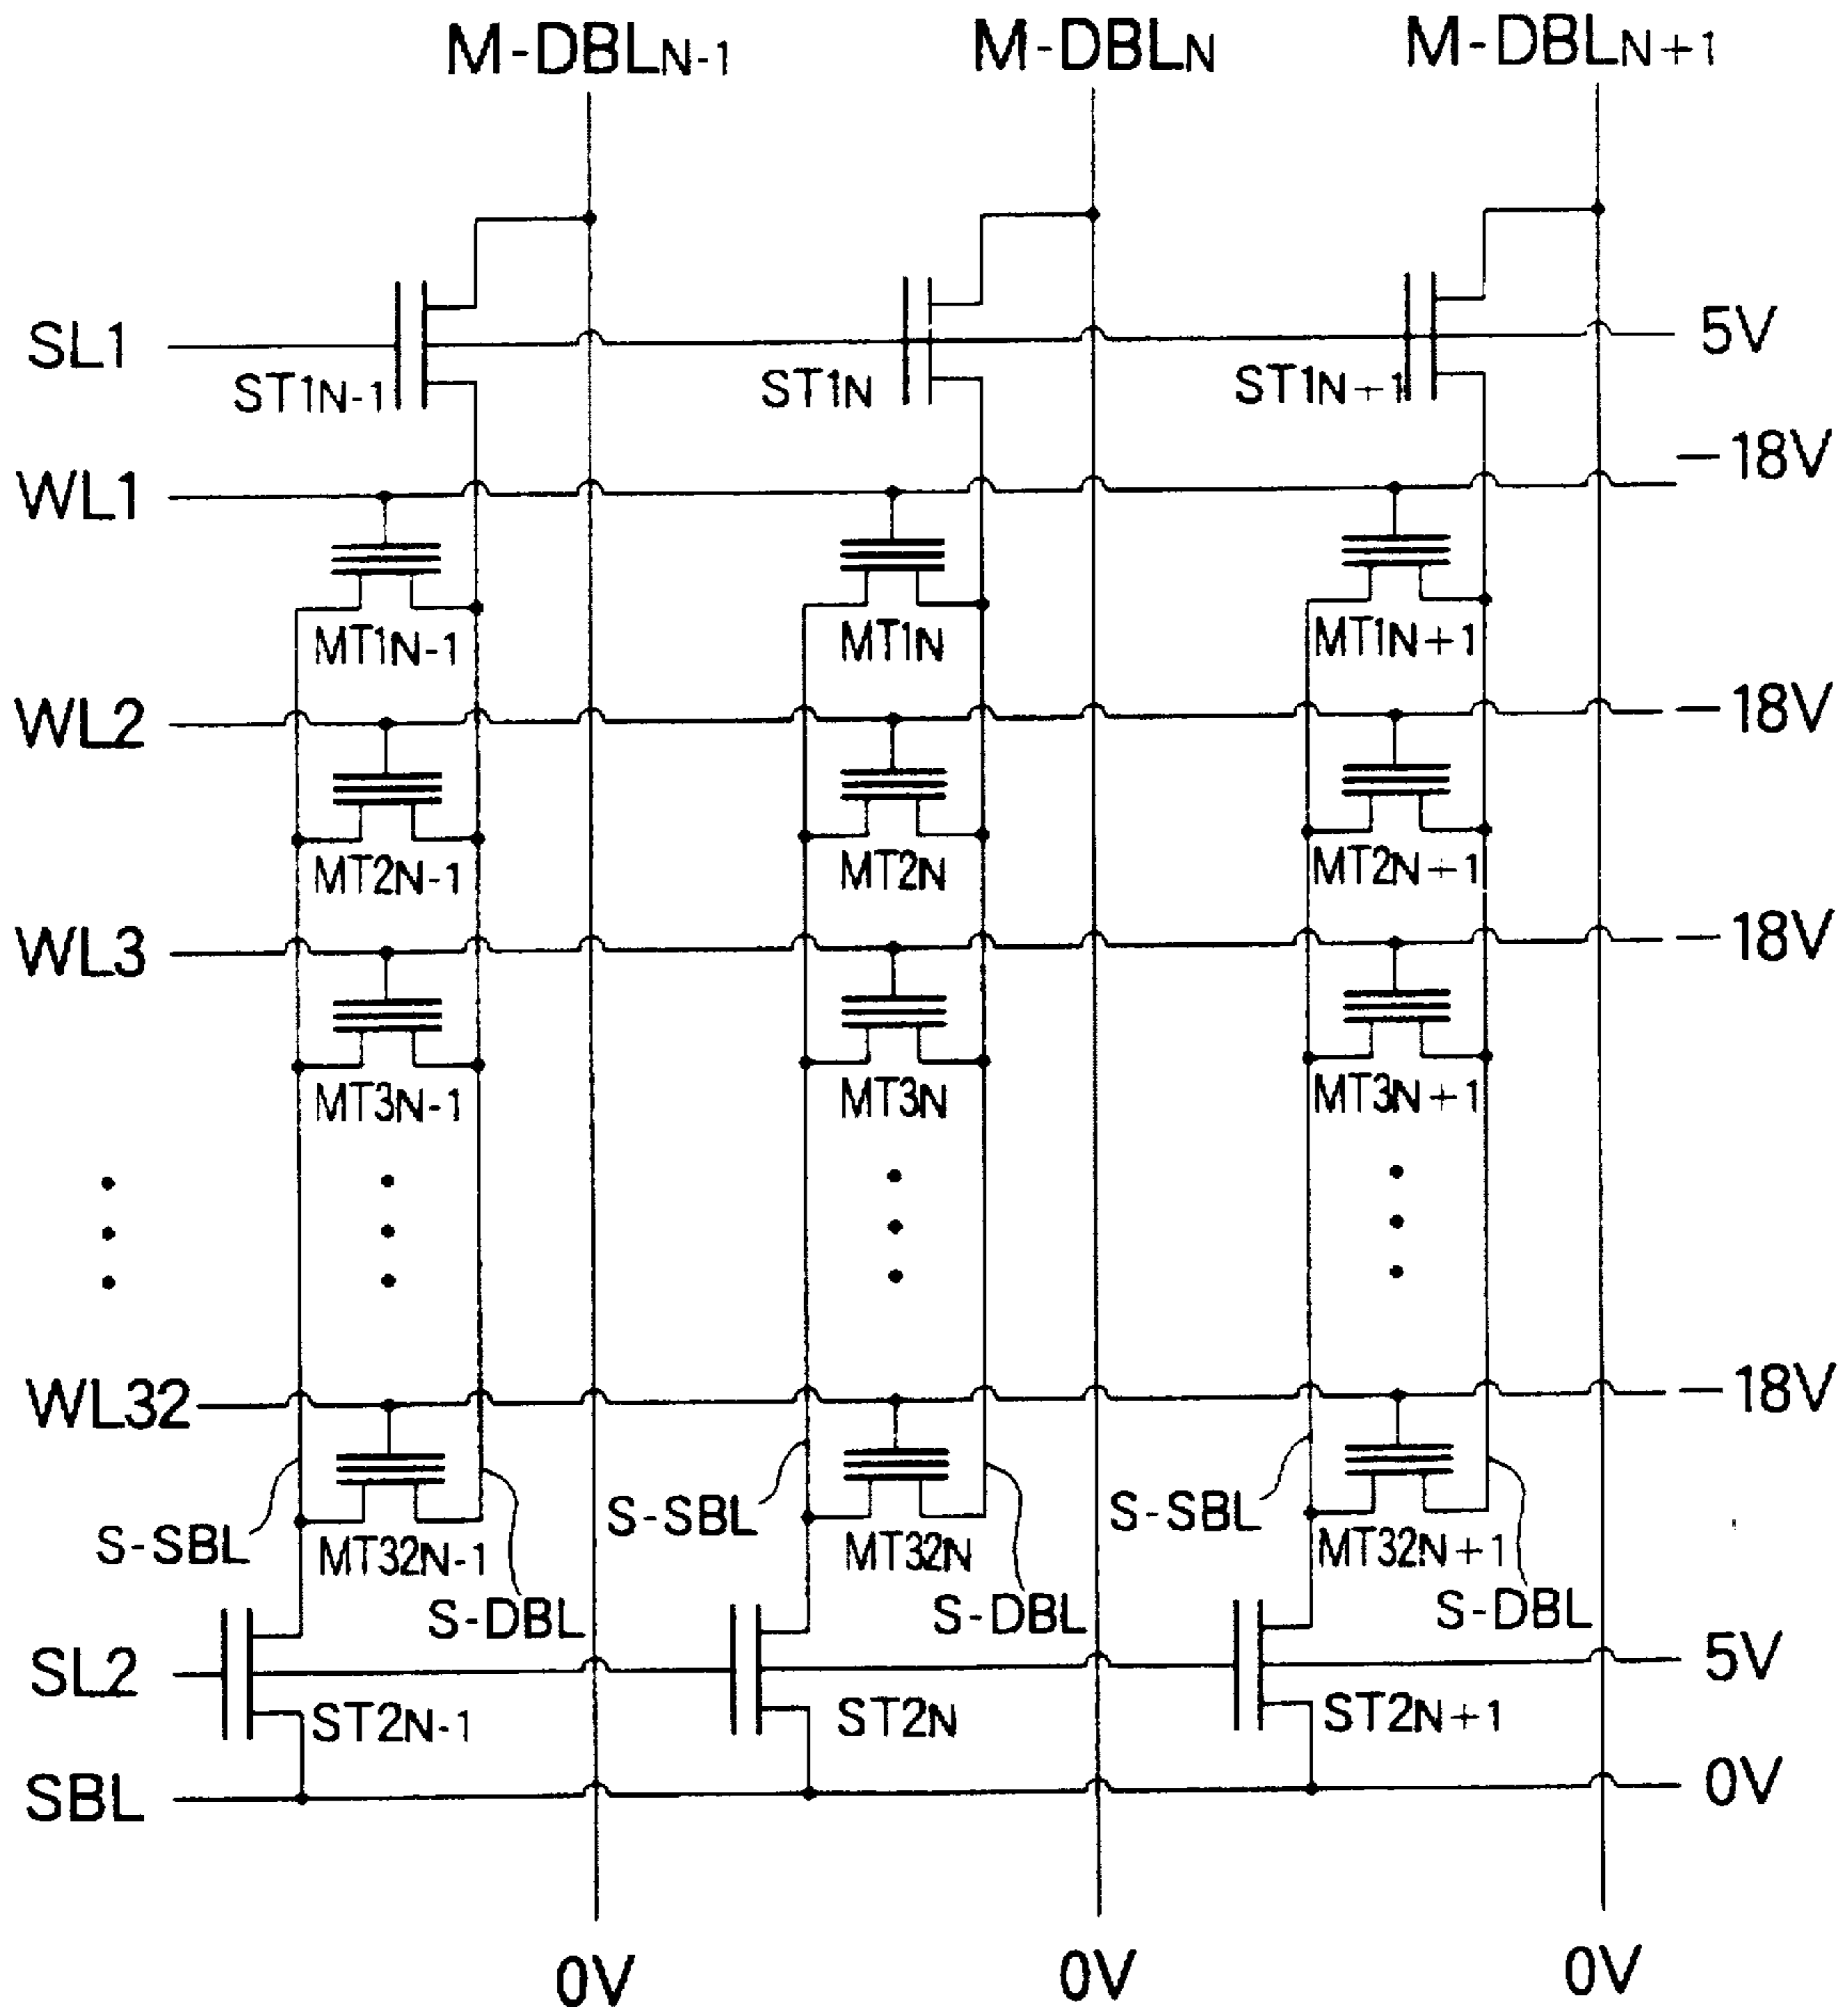 M-DBLN-1 M-DBLN M-DBLN+1
SL1 5V
ST1N-1 ST1N ST1N+1
WL1 -18V
MT1N-1 MT1N MT1N+1
WL2 -18V
MT2N-1 MT2N MT2N+1
WL3 -18V
MT3N-1 MT3N MT3N+1
WL32 -18V
S-SBL MT32N-1 S-SBL MT32N S-SBL MT32N+1
S-DBL S-DBL S-DBL
SL2 5V
ST2N-1 ST2N ST2N+1
SBL 0V
0V 0V 0V